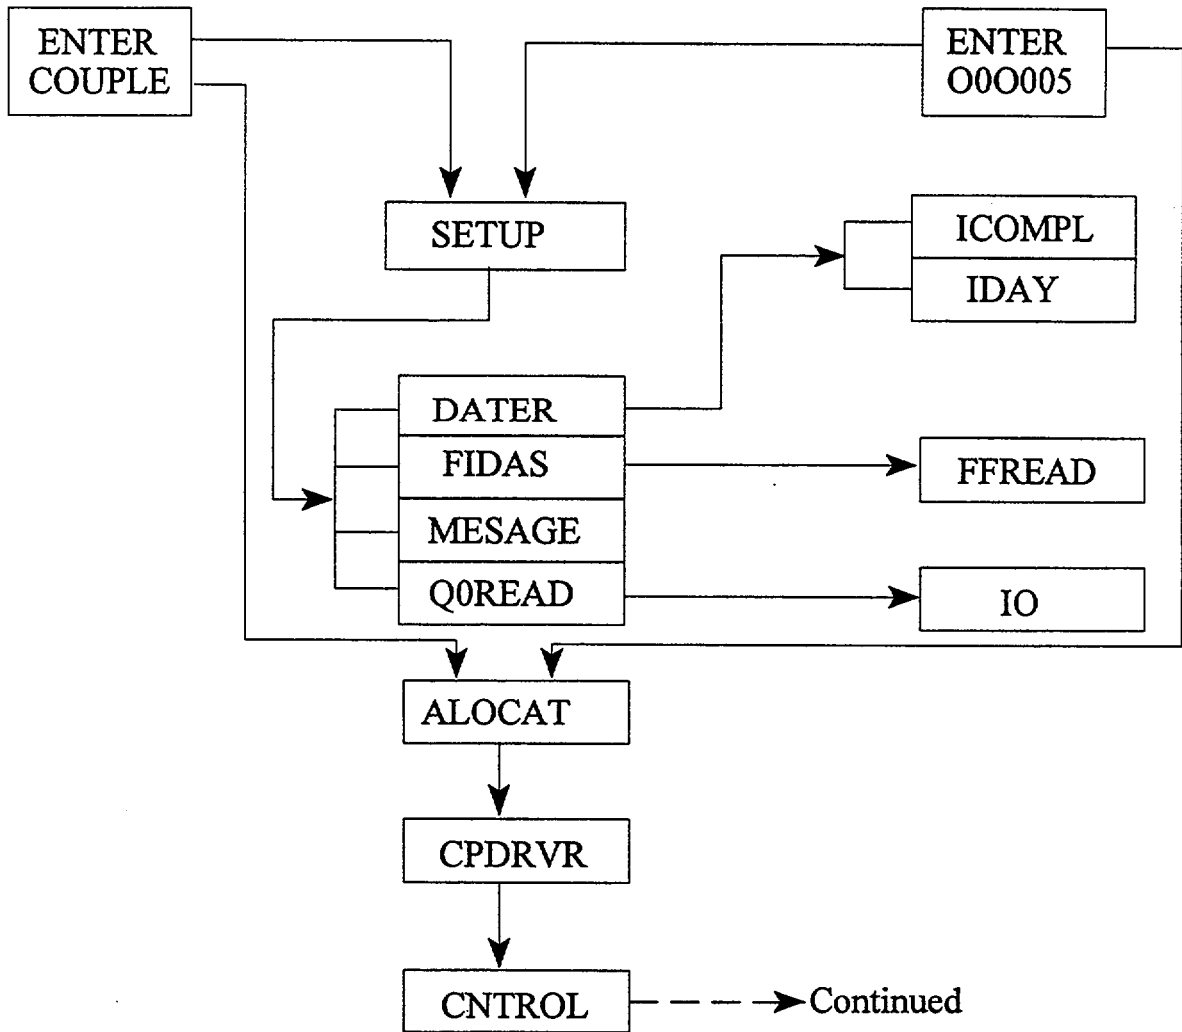 ENTER
COUPLE
ENTER
O0O005
SETUP
ICOMPL
IDAY
DATER
FIDAS
FFREAD
MESAGE
Q0READ
IO
ALOCAT
CPDRVR
CNTROL
Continued